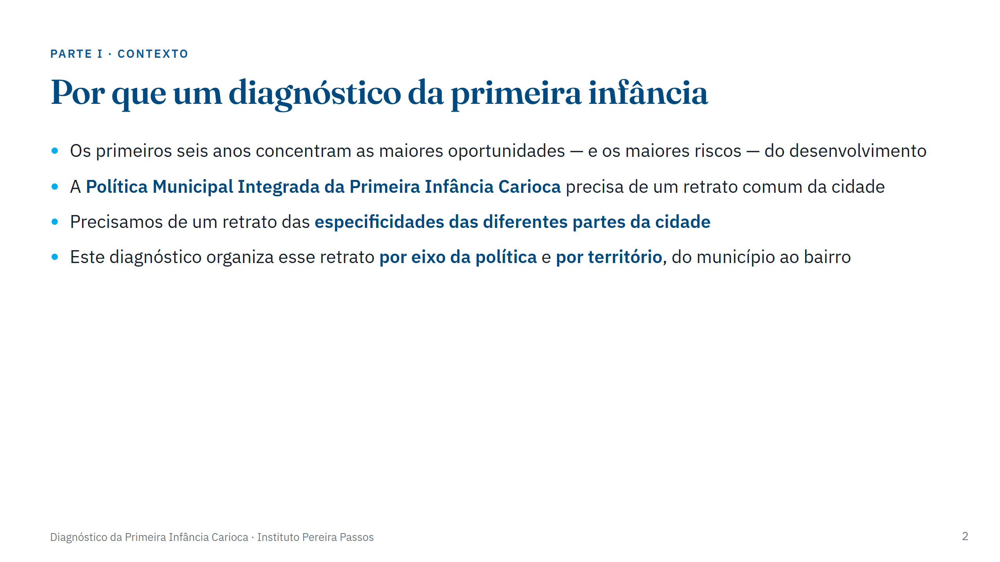 PARTE I · CONTEXTO
Por que um diagnóstico da primeira infância
• Os primeiros seis anos concentram as maiores oportunidades — e os maiores riscos — do desenvolvimento
• A Política Municipal Integrada da Primeira Infância Carioca precisa de um retrato comum da cidade
• Precisamos de um retrato das especificidades das diferentes partes da cidade
• Este diagnóstico organiza esse retrato por eixo da política e por território, do município ao bairro
Diagnóstico da Primeira Infância Carioca · Instituto Pereira Passos
2